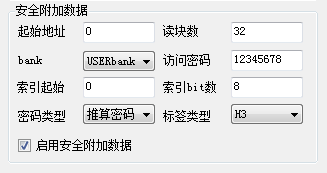 安全附加数据
起始地址 0 读块数 32
bank USERbank 访问密码 12345678
索引起始 0 索引bit数 8
密码类型 推算密码 标签类型 H3
启用安全附加数据